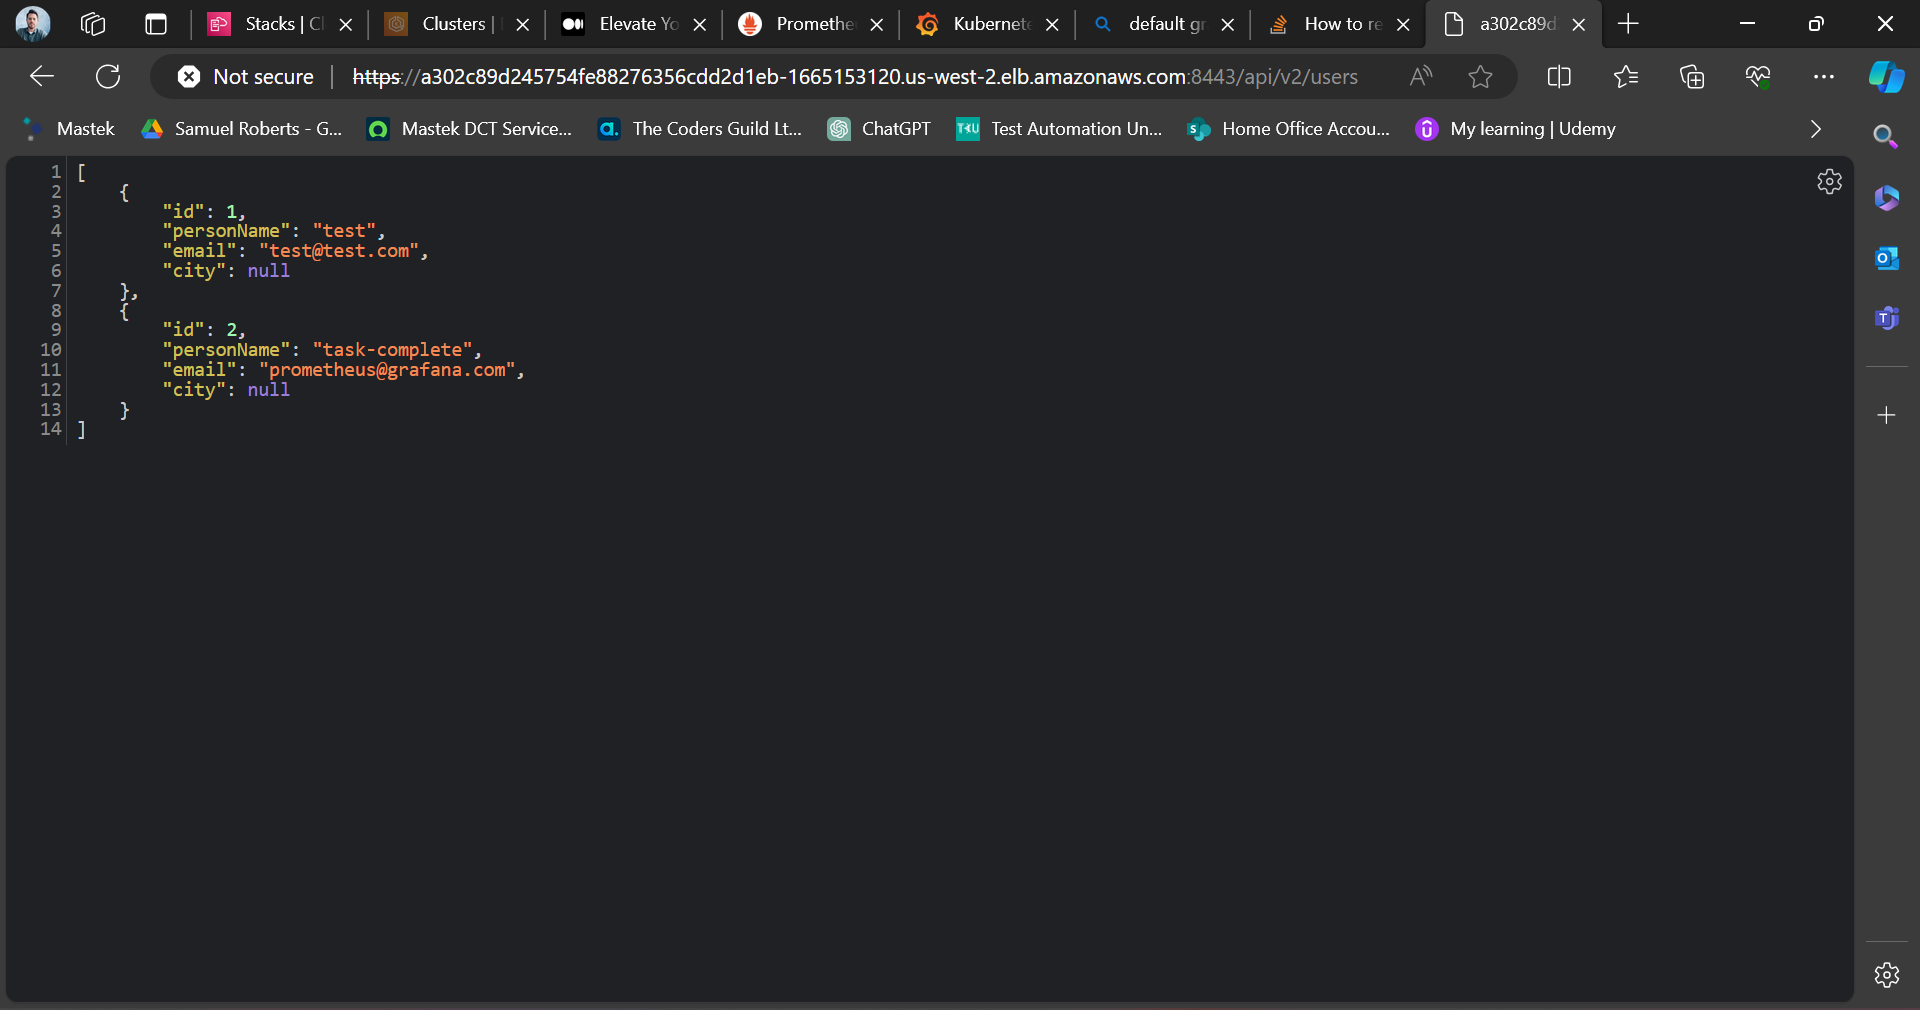 Stacks | Cl
Clusters |
Elevate Yo
Promethe
Kubernete
default gr
How to re
a302c89d
Not secure
https://a302c89d245754fe88276356cdd2d1eb-1665153120.us-west-2.elb.amazonaws.com:8443/api/v2/users
Mastek
Samuel Roberts - G...
Mastek DCT Service...
The Coders Guild Lt...
ChatGPT
Test Automation Un...
Home Office Accou...
My learning | Udemy
1 [
2 {
3 "id": 1,
4 "personName": "test",
5 "email": "test@test.com",
6 "city": null
7 },
8 {
9 "id": 2,
10 "personName": "task-complete",
11 "email": "prometheus@grafana.com",
12 "city": null
13 }
14 ]